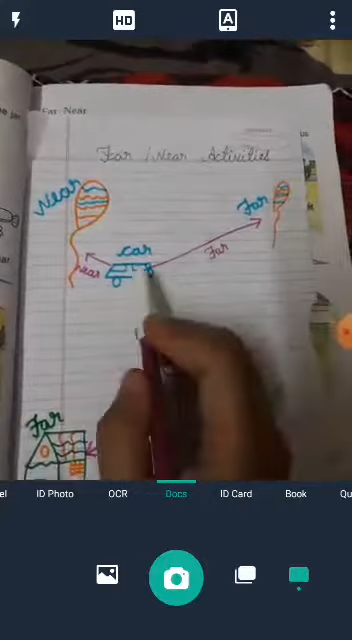 HD
A
Far Near
Far / Near Activities
Near
Far
car
near
Far
Far
ID Photo
OCR
Docs
ID Card
Book